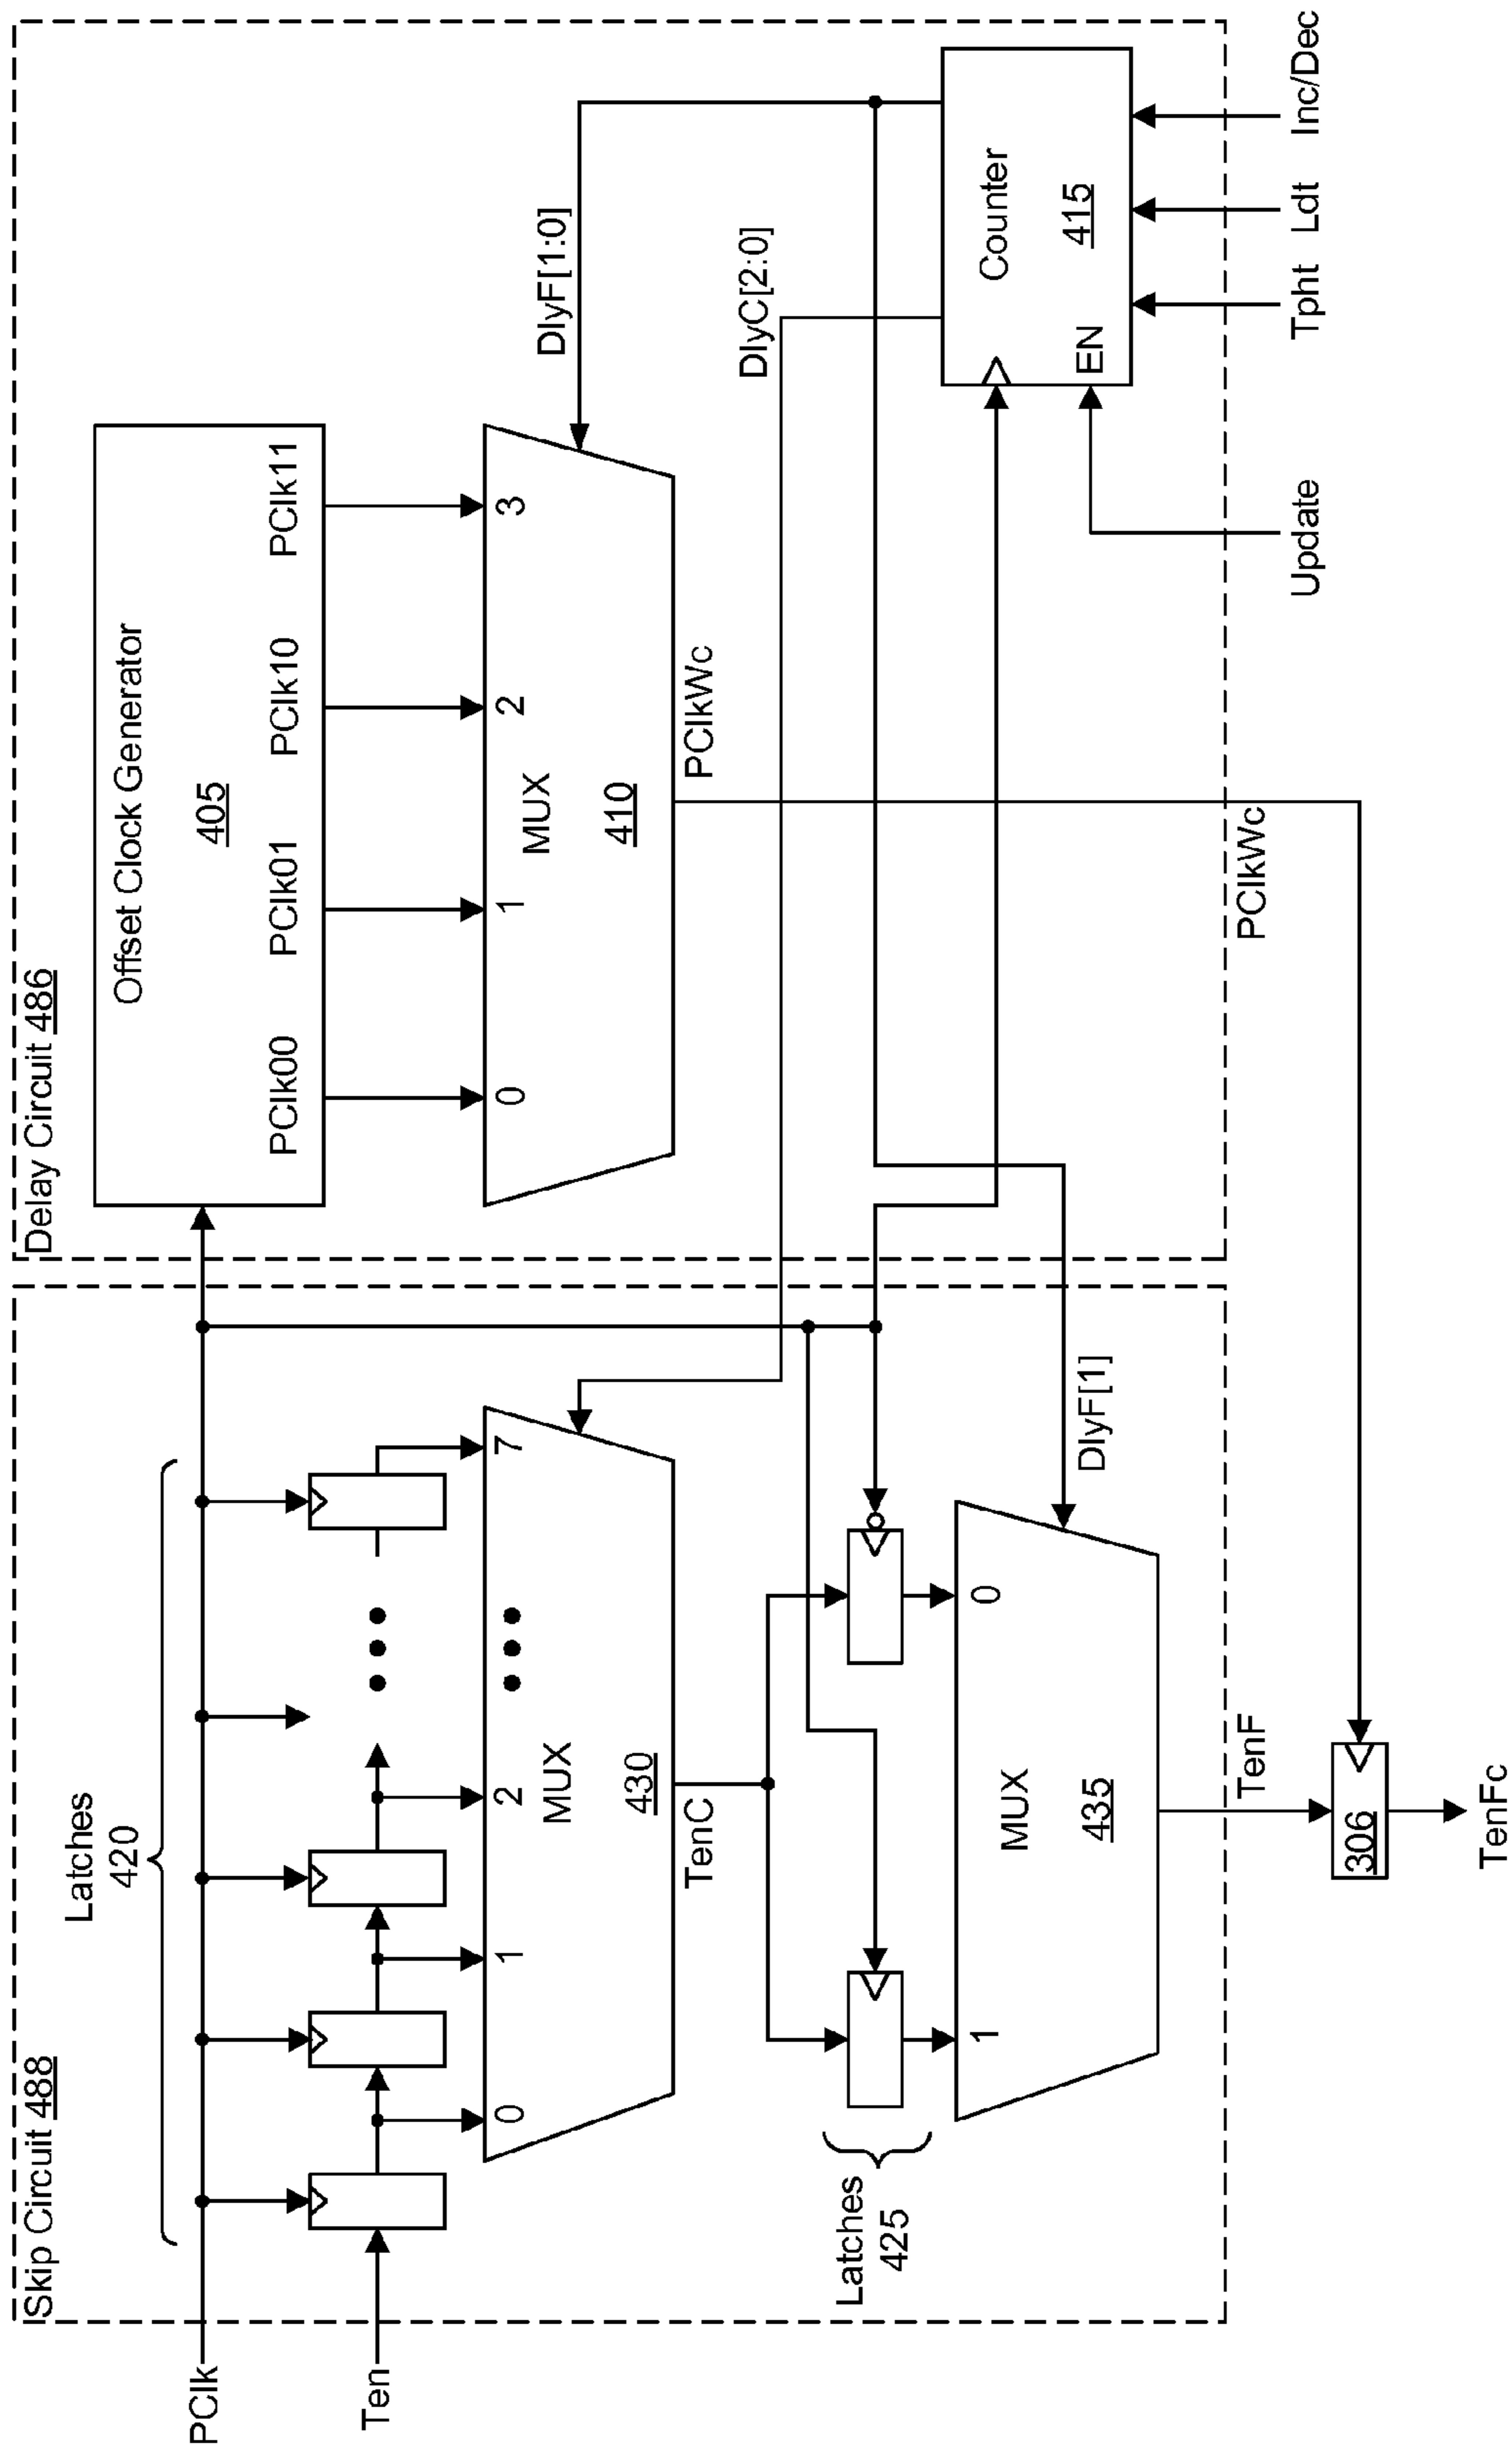 Skip Circuit 488
Delay Circuit 486
PClk
Ten
Latches
420
0
1
2
7
MUX
430
TenC
Latches
425
1
0
MUX
435
DlyF[1]
TenF
306
TenFc
Offset Clock Generator
405
PClk00
PClk01
PClk10
PClk11
0
1
2
3
MUX
410
PClkWc
DlyF[1:0]
DlyC[2:0]
Counter
415
EN
PClkWc
Update
Tpht
Ldt
Inc/Dec